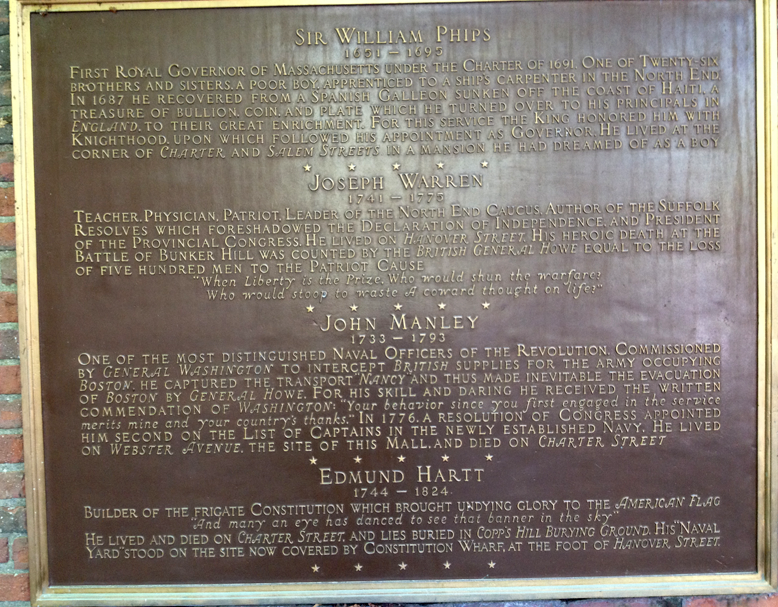 SIR WILLIAM PHIPS
1651 – 1695
FIRST ROYAL GOVERNOR OF MASSACHUSETTS UNDER THE CHARTER OF 1691. ONE OF TWENTY-SIX
BROTHERS AND SISTERS, A POOR BOY, APPRENTICED TO A SHIP'S CARPENTER IN THE NORTH END
IN 1687 HE RECOVERED FROM A SPANISH GALLEON SUNKEN OFF THE COAST OF HAITI, A
TREASURE OF BULLION, COIN, AND PLATE WHICH HE TURNED OVER TO HIS PRINCIPALS IN
ENGLAND, TO THEIR GREAT ENRICHMENT. FOR THIS SERVICE THE KING HONORED HIM WITH
KNIGHTHOOD, UPON WHICH FOLLOWED HIS APPOINTMENT AS GOVERNOR. HE LIVED AT THE
CORNER OF CHARTER AND SALEM STREETS, IN A MANSION HE HAD DREAMED OF AS A BOY
JOSEPH WARREN
1741 – 1775
TEACHER, PHYSICIAN, PATRIOT, LEADER OF THE NORTH END CAUCUS, AUTHOR OF THE SUFFOLK
RESOLVES WHICH FORESHADOWED THE DECLARATION OF INDEPENDENCE, AND PRESIDENT
OF THE PROVINCIAL CONGRESS. HE LIVED ON HANOVER STREET. HIS HEROIC DEATH AT THE
BATTLE OF BUNKER HILL WAS COUNTED BY THE BRITISH GENERAL HOWE EQUAL TO THE LOSS
OF FIVE HUNDRED MEN TO THE PATRIOT CAUSE
"When Liberty is the Prize, Who would shun the warfare?
Who would stoop to waste A coward thought on life?"
JOHN MANLEY
1733 – 1793
ONE OF THE MOST DISTINGUISHED NAVAL OFFICERS OF THE REVOLUTION. COMMISSIONED
BY GENERAL WASHINGTON TO INTERCEPT BRITISH SUPPLIES FOR THE ARMY OCCUPYING
BOSTON, HE CAPTURED THE TRANSPORT NANCY AND THUS MADE INEVITABLE THE EVACUATION
OF BOSTON BY GENERAL HOWE. FOR HIS SKILL AND DARING HE RECEIVED THE WRITTEN
COMMENDATION OF WASHINGTON: "Your behavior since you first engaged in the service
merits mine and your country's thanks." IN 1776, A RESOLUTION OF CONGRESS APPOINTED
HIM SECOND ON THE LIST OF CAPTAINS IN THE NEWLY ESTABLISHED NAVY. HE LIVED
ON WEBSTER AVENUE, THE SITE OF THIS MALL, AND DIED ON CHARTER STREET
EDMUND HARTT
1744 – 1824
BUILDER OF THE FRIGATE CONSTITUTION WHICH BROUGHT UNDYING GLORY TO THE AMERICAN FLAG
"And many an eye has danced to see that banner in the sky."
HE LIVED AND DIED ON CHARTER STREET, AND LIES BURIED IN COPP'S HILL BURYING GROUND. HIS "NAVAL
YARD" STOOD ON THE SITE NOW COVERED BY CONSTITUTION WHARF, AT THE FOOT OF HANOVER STREET.